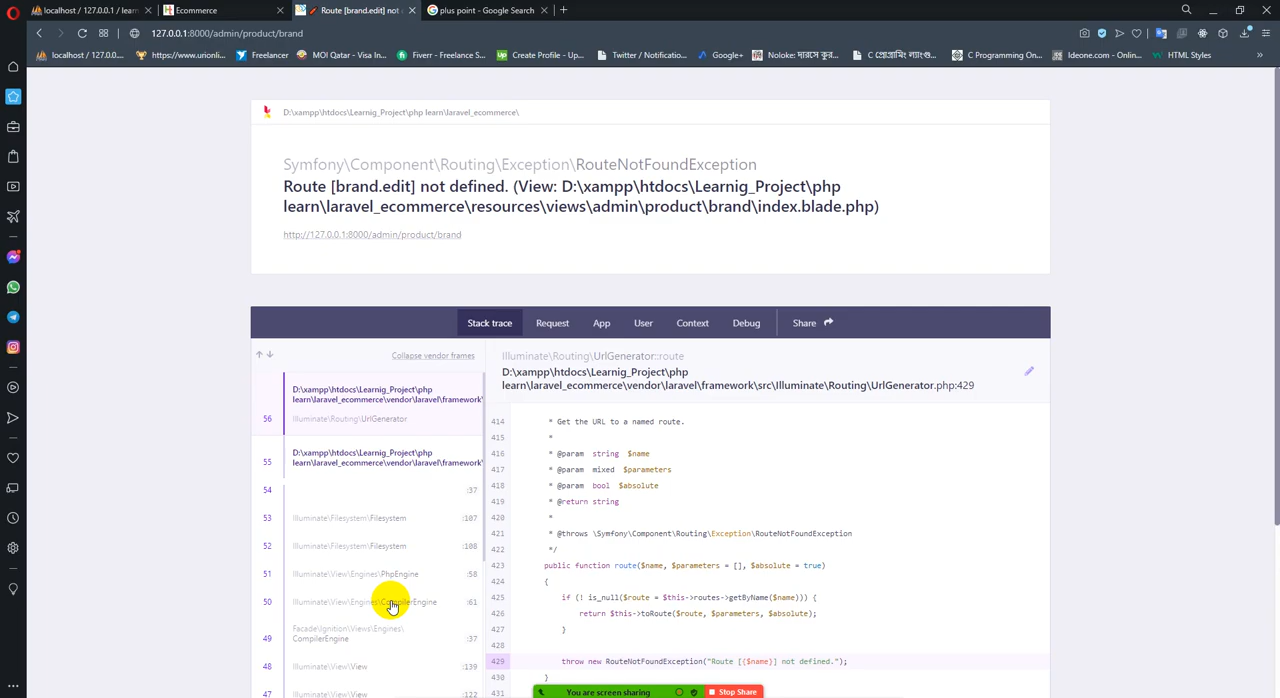 localhost / 127.0.0.1 / learn
Ecommerce
Route [brand.edit] not
plus point - Google Search
127.0.0.1:8000/admin/product/brand
localhost / 127.0.0....
https://www.urionli...
Freelancer
MOI Qatar - Visa In...
Fiverr - Freelance S...
Create Profile - Up...
Twitter / Notificatio...
Google+
C Programming On...
Ideone.com - Onlin...
HTML Styles
D:\xampp\htdocs\Learnig_Project\php learn\laravel_ecommerce\
Symfony\Component\Routing\Exception\RouteNotFoundException
Route [brand.edit] not defined. (View: D:\xampp\htdocs\Learnig_Project\php
learn\laravel_ecommerce\resources\views\admin\product\brand\index.blade.php)
http://127.0.0.1:8000/admin/product/brand
Stack trace
Request
App
User
Context
Debug
Share
Collapse vendor frames
D:\xampp\htdocs\Learnig_Project\php
learn\laravel_ecommerce\vendor\laravel\framework\
56 Illuminate\Routing\UrlGenerator
D:\xampp\htdocs\Learnig_Project\php
55 learn\laravel_ecommerce\vendor\laravel\framework\
54 :37
53 Illuminate\Filesystem\Filesystem :107
52 Illuminate\Filesystem\Filesystem :108
51 Illuminate\View\Engines\PhpEngine :58
50 Illuminate\View\Engines\CompilerEngine :61
Facade\Ignition\Views\Engines\
49 CompilerEngine :37
48 Illuminate\View\View :139
47 Illuminate\View\View :122
Illuminate\Routing\UrlGenerator::route
D:\xampp\htdocs\Learnig_Project\php
learn\laravel_ecommerce\vendor\laravel\framework\src\Illuminate\Routing\UrlGenerator.php:429
414 * Get the URL to a named route.
415 *
416 * @param string $name
417 * @param mixed $parameters
418 * @param bool $absolute
419 * @return string
420 *
421 * @throws \Symfony\Component\Routing\Exception\RouteNotFoundException
422 */
423 public function route($name, $parameters = [], $absolute = true)
424 {
425 if (! is_null($route = $this->routes->getByName($name))) {
426 return $this->toRoute($route, $parameters, $absolute);
427 }
428
429 throw new RouteNotFoundException("Route [{$name}] not defined.");
430 }
431
You are screen sharing
Stop Share